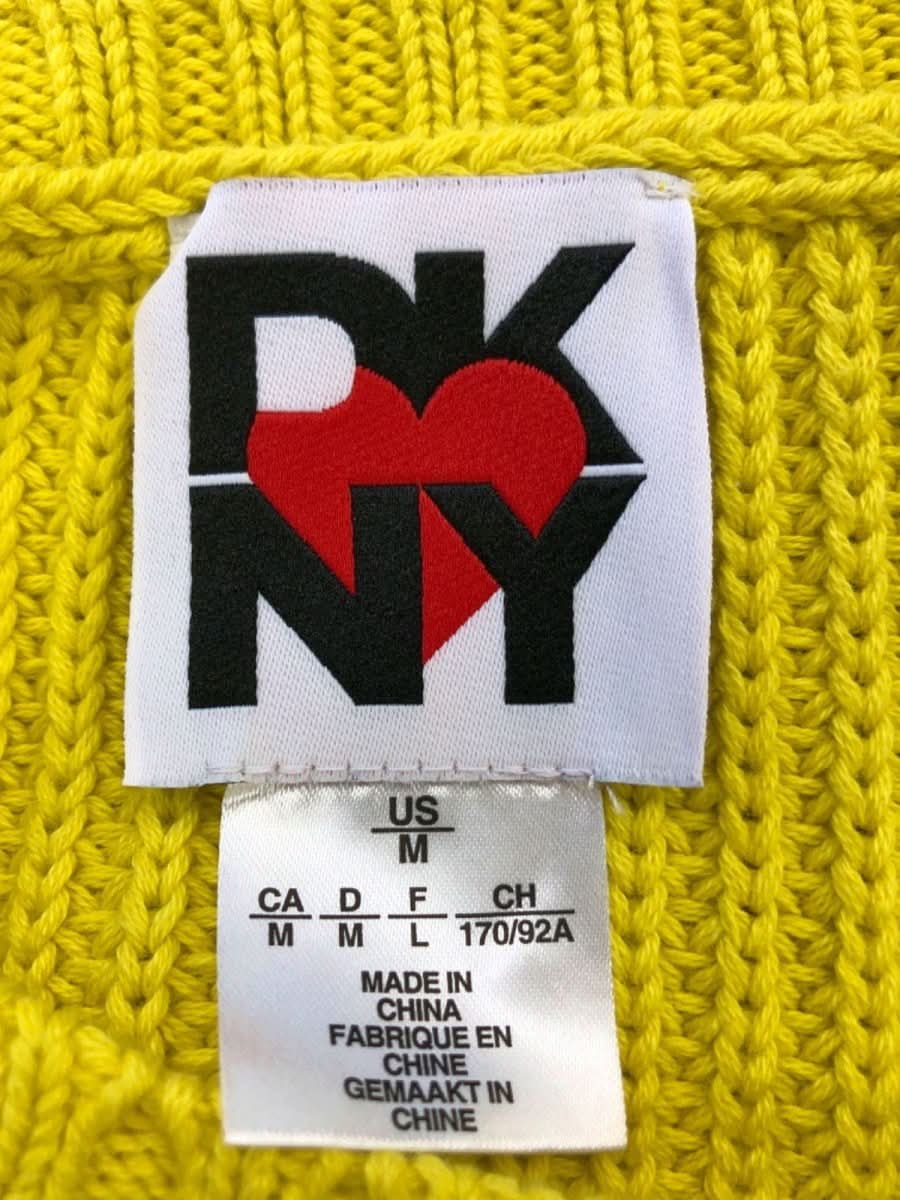 DK
NY
US
M
CA D F CH
M M L 170/92A
MADE IN
CHINA
FABRIQUE EN
CHINE
GEMAAKT IN
CHINE